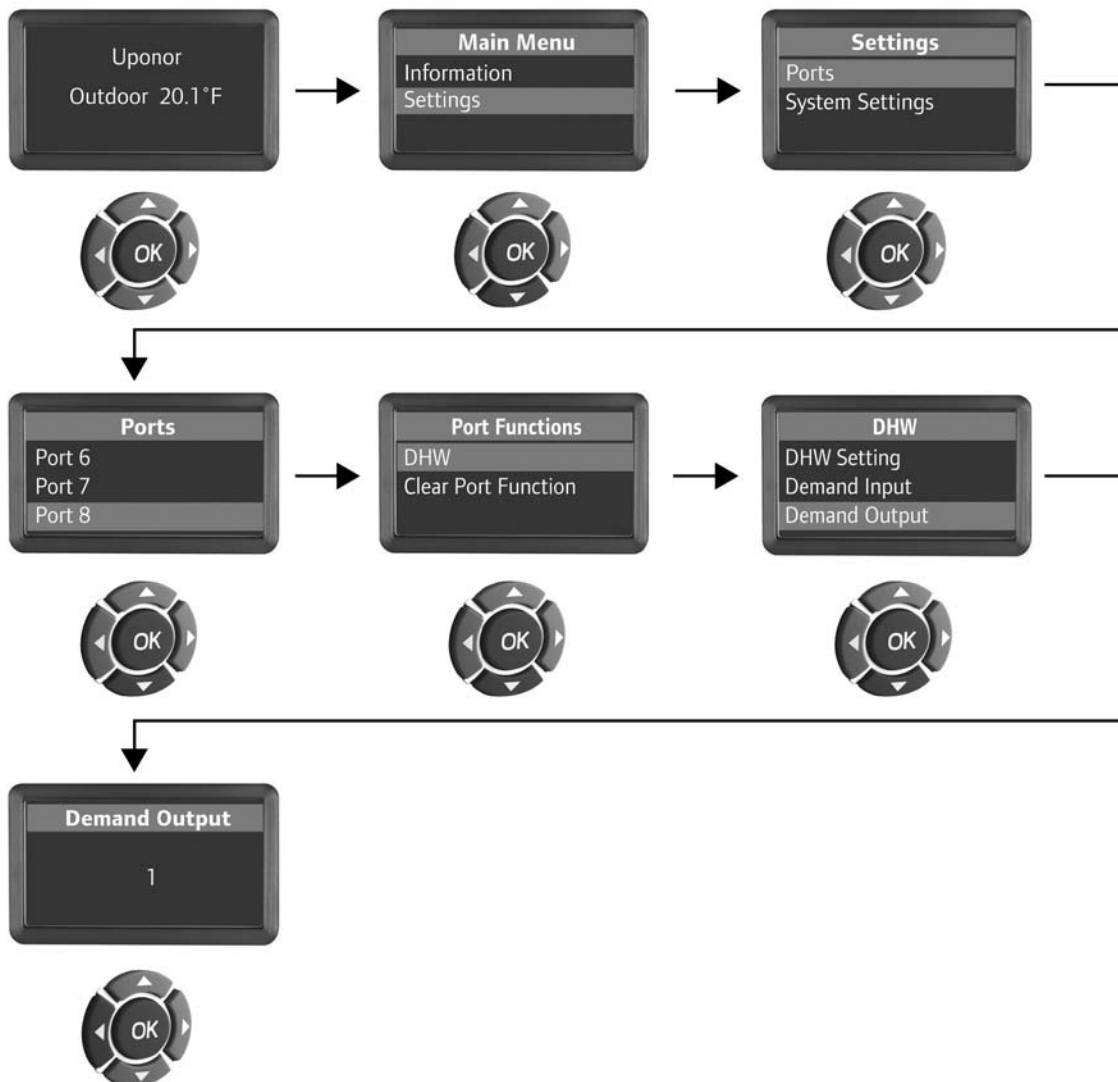 Uponor
Outdoor 20.1°F
Main Menu
Information
Settings
Settings
Ports
System Settings
OK
OK
OK
Ports
Port 6
Port 7
Port 8
Port Functions
DHW
Clear Port Function
DHW
DHW Setting
Demand Input
Demand Output
OK
OK
OK
Demand Output
1
OK